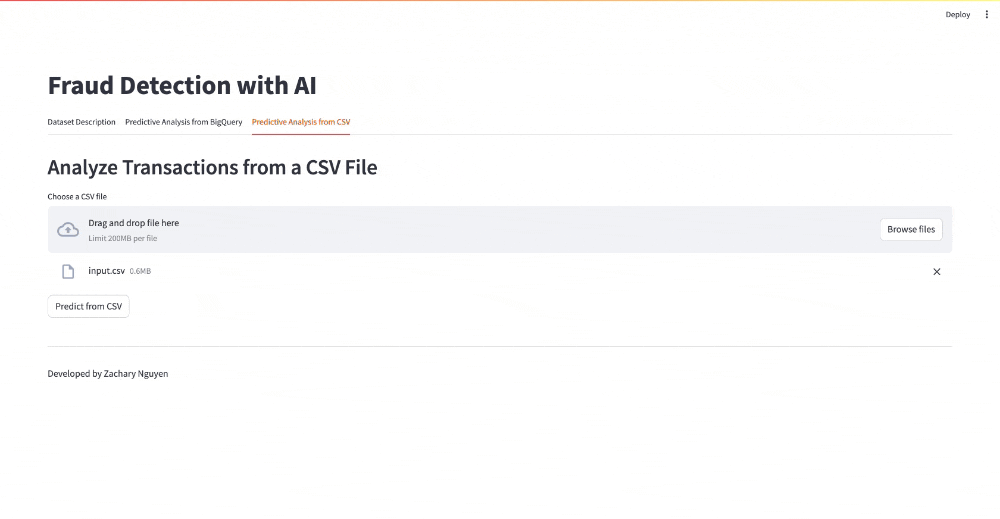 Deploy
Fraud Detection with AI
Dataset Description Predictive Analysis from BigQuery Predictive Analysis from CSV
Analyze Transactions from a CSV File
Choose a CSV file
Drag and drop file here
Limit 200MB per file
Browse files
input.csv 0.6MB
Predict from CSV
Developed by Zachary Nguyen